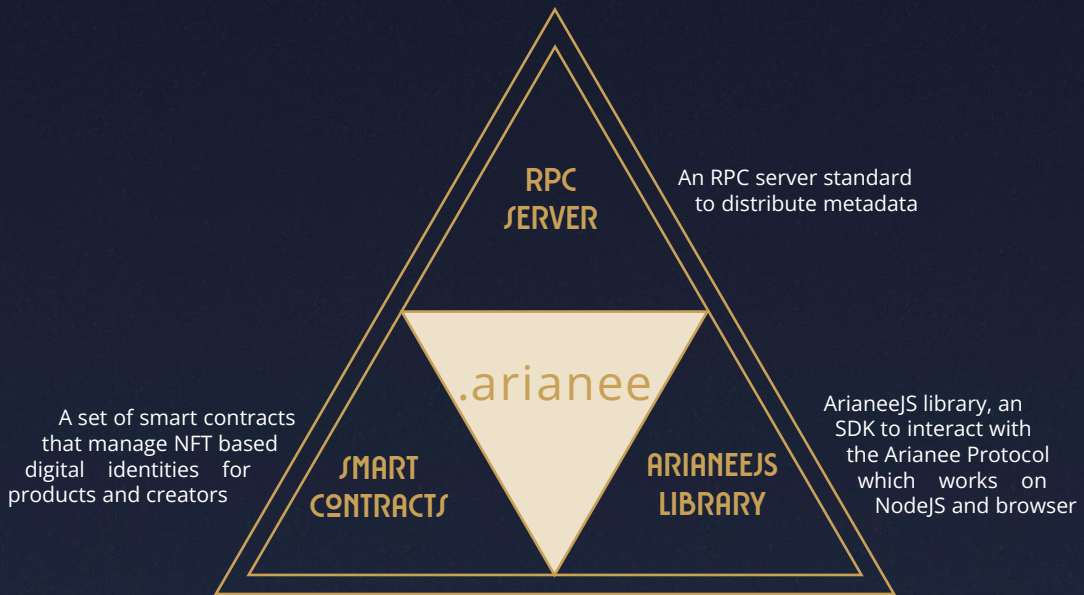 RPC
SERVER
An RPC server standard
to distribute metadata
.arianee
A set of smart contracts
that manage NFT based
digital identities for
products and creators
SMART
CONTRACTS
ARIANEEJS
LIBRARY
ArianeeJS library, an
SDK to interact with
the Arianee Protocol
which works on
NodeJS and browser